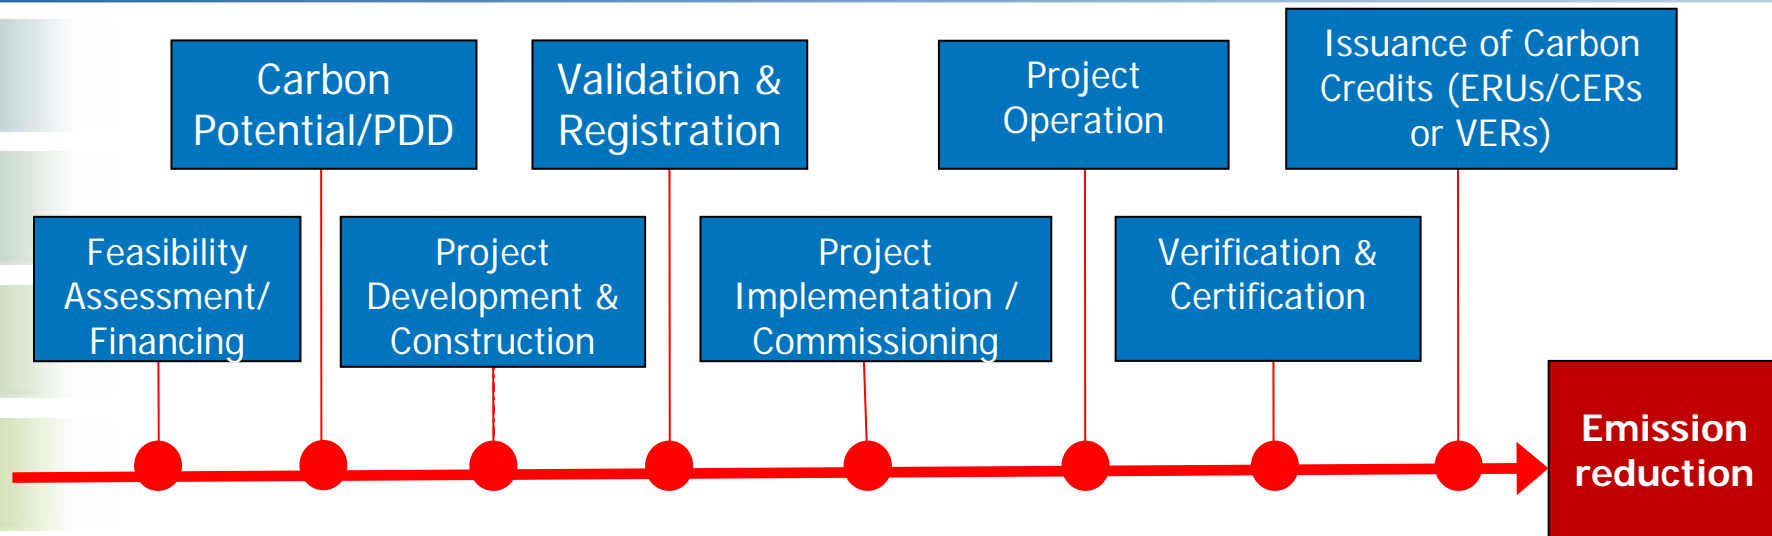 Feasibility
Assessment/
Financing
Carbon
Potential/PDD
Project
Development &
Construction
Validation &
Registration
Project
Implementation /
Commissioning
Project
Operation
Verification &
Certification
Issuance of Carbon
Credits (ERUs/CERs
or VERs)
Emission
reduction